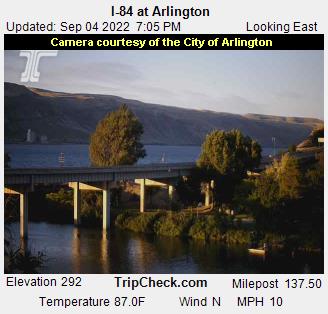 I-84 at Arlington
Updated: Sep 04 2022 7:05 PM Looking East
Camera courtesy of the City of Arlington
Elevation 292 TripCheck.com Milepost 137.50
Temperature 87.0F Wind N MPH 10